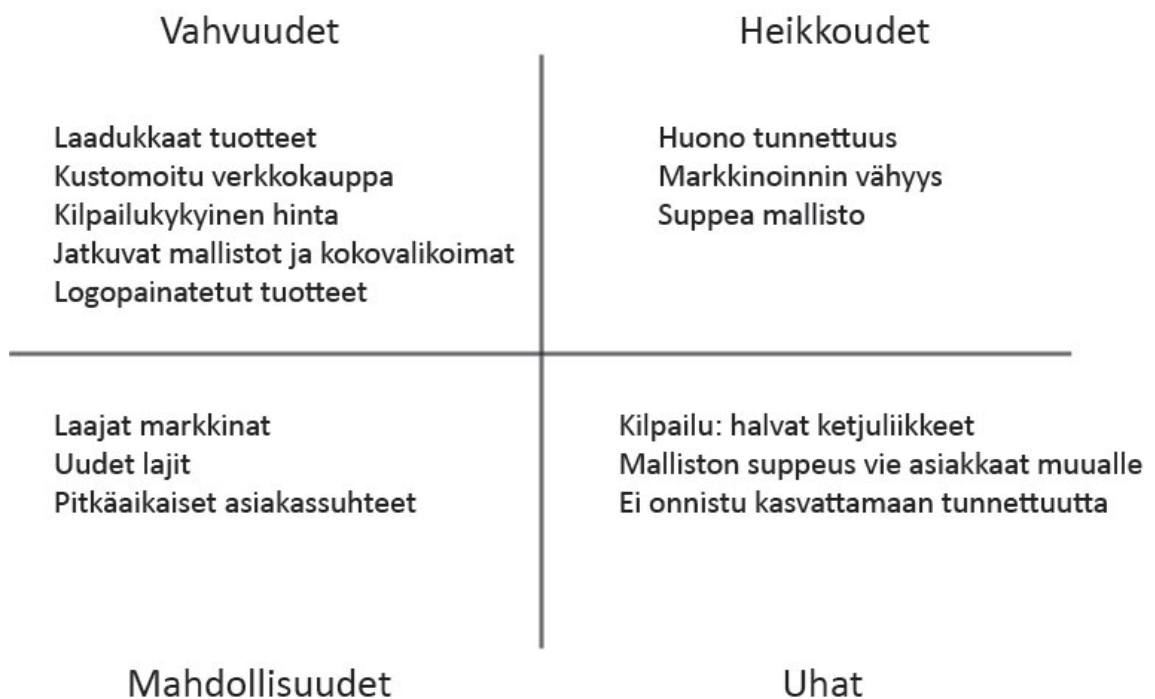 Vahvuudet
Laadukkaat tuotteet
Kustomoitu verkkokauppa
Kilpailukykyinen hinta
Jatkuvat mallistot ja kokovalikoimat
Logopainatetut tuotteet
Heikkoudet
Huono tunnettuus
Markkinoinnin vähyys
Suppea mallisto
Laajat markkinat
Uudet lajit
Pitkäaikaiset asiakassuhteet
Mahdollisuudet
Kilpailu: halvat ketjuliikkeet
Malliston suppeus vie asiakkaat muualle
Ei onnistu kasvattamaan tunnettuutta
Uhat